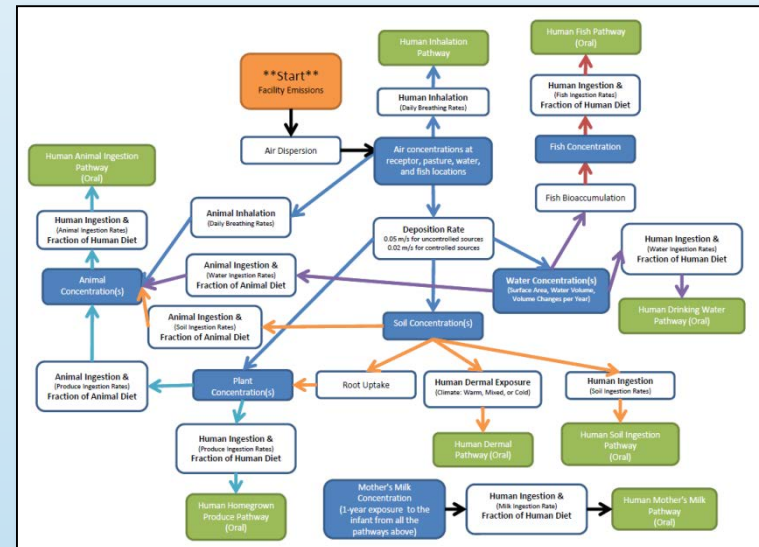 Human Inhalation
Pathway
Human Fish Pathway
(Oral)
**Start**
Facility Emissions
Human Inhalation
(Daily Breathing Rates)
Human Ingestion &
(Fish Ingestion Rates)
Fraction of Human Diet
Air Dispersion
Air concentrations at
receptor, pasture, water,
and fish locations
Fish Concentration
Human Animal Ingestion
Pathway
(Oral)
Fish Bioaccumulation
Human Ingestion &
(Animal Ingestion Rates)
Fraction of Human Diet
Animal Inhalation
(Daily Breathing Rates)
Deposition Rate
0.05 m/s for uncontrolled sources
0.02 m/s for controlled sources
Human Ingestion &
(Water Ingestion Rates)
Fraction of Human Diet
Animal
Concentration(s)
Animal Ingestion &
(Water Ingestion Rates)
Fraction of Animal Diet
Water Concentration(s)
(Surface Area, Water Volume,
Volume Changes per Year)
Animal Ingestion &
(Soil Ingestion Rates)
Fraction of Animal Diet
Soil Concentration(s)
Human Drinking Water
Pathway (Oral)
Animal Ingestion &
(Produce Ingestion Rates)
Fraction of Animal Diet
Plant
Concentration(s)
Root Uptake
Human Dermal Exposure
(Climate: Warm, Mixed, or Cold)
Human Ingestion
(Soil Ingestion Rates)
Human Ingestion &
(Produce Ingestion Rates)
Fraction of Human Diet
Human Dermal
Pathway (Oral)
Human Soil Ingestion
Pathway
(Oral)
Human Homegrown
Produce Pathway
(Oral)
Mother's Milk
Concentration
(1-year exposure to the
infant from all the
pathways above)
Human Ingestion &
(Milk Ingestion Rate)
Fraction of Human Diet
Human Mother's Milk
Pathway
(Oral)